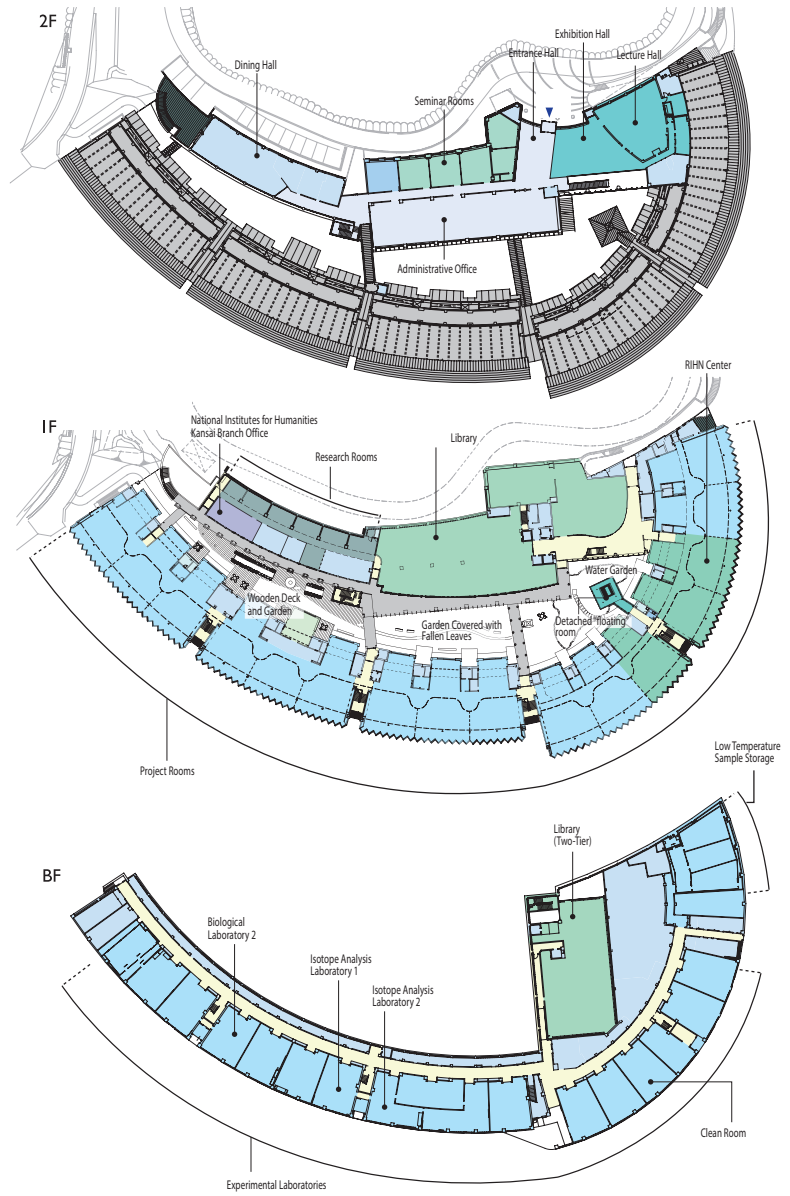 2F
Exhibition Hall
Entrance Hall
Lecture Hall
Dining Hall
Seminar Rooms
Administrative Office
RIHN Center
1F
National Institutes for Humanities
Kansai Branch Office
Research Rooms
Library
Water Garden
Wooden Deck
and Garden
Garden Covered with
Fallen Leaves
Detached "floating"
room
Project Rooms
Low Temperature
Sample Storage
Library
(Two-Tier)
BF
Biological
Laboratory 2
Isotope Analysis
Laboratory 1
Isotope Analysis
Laboratory 2
Clean Room
Experimental Laboratories